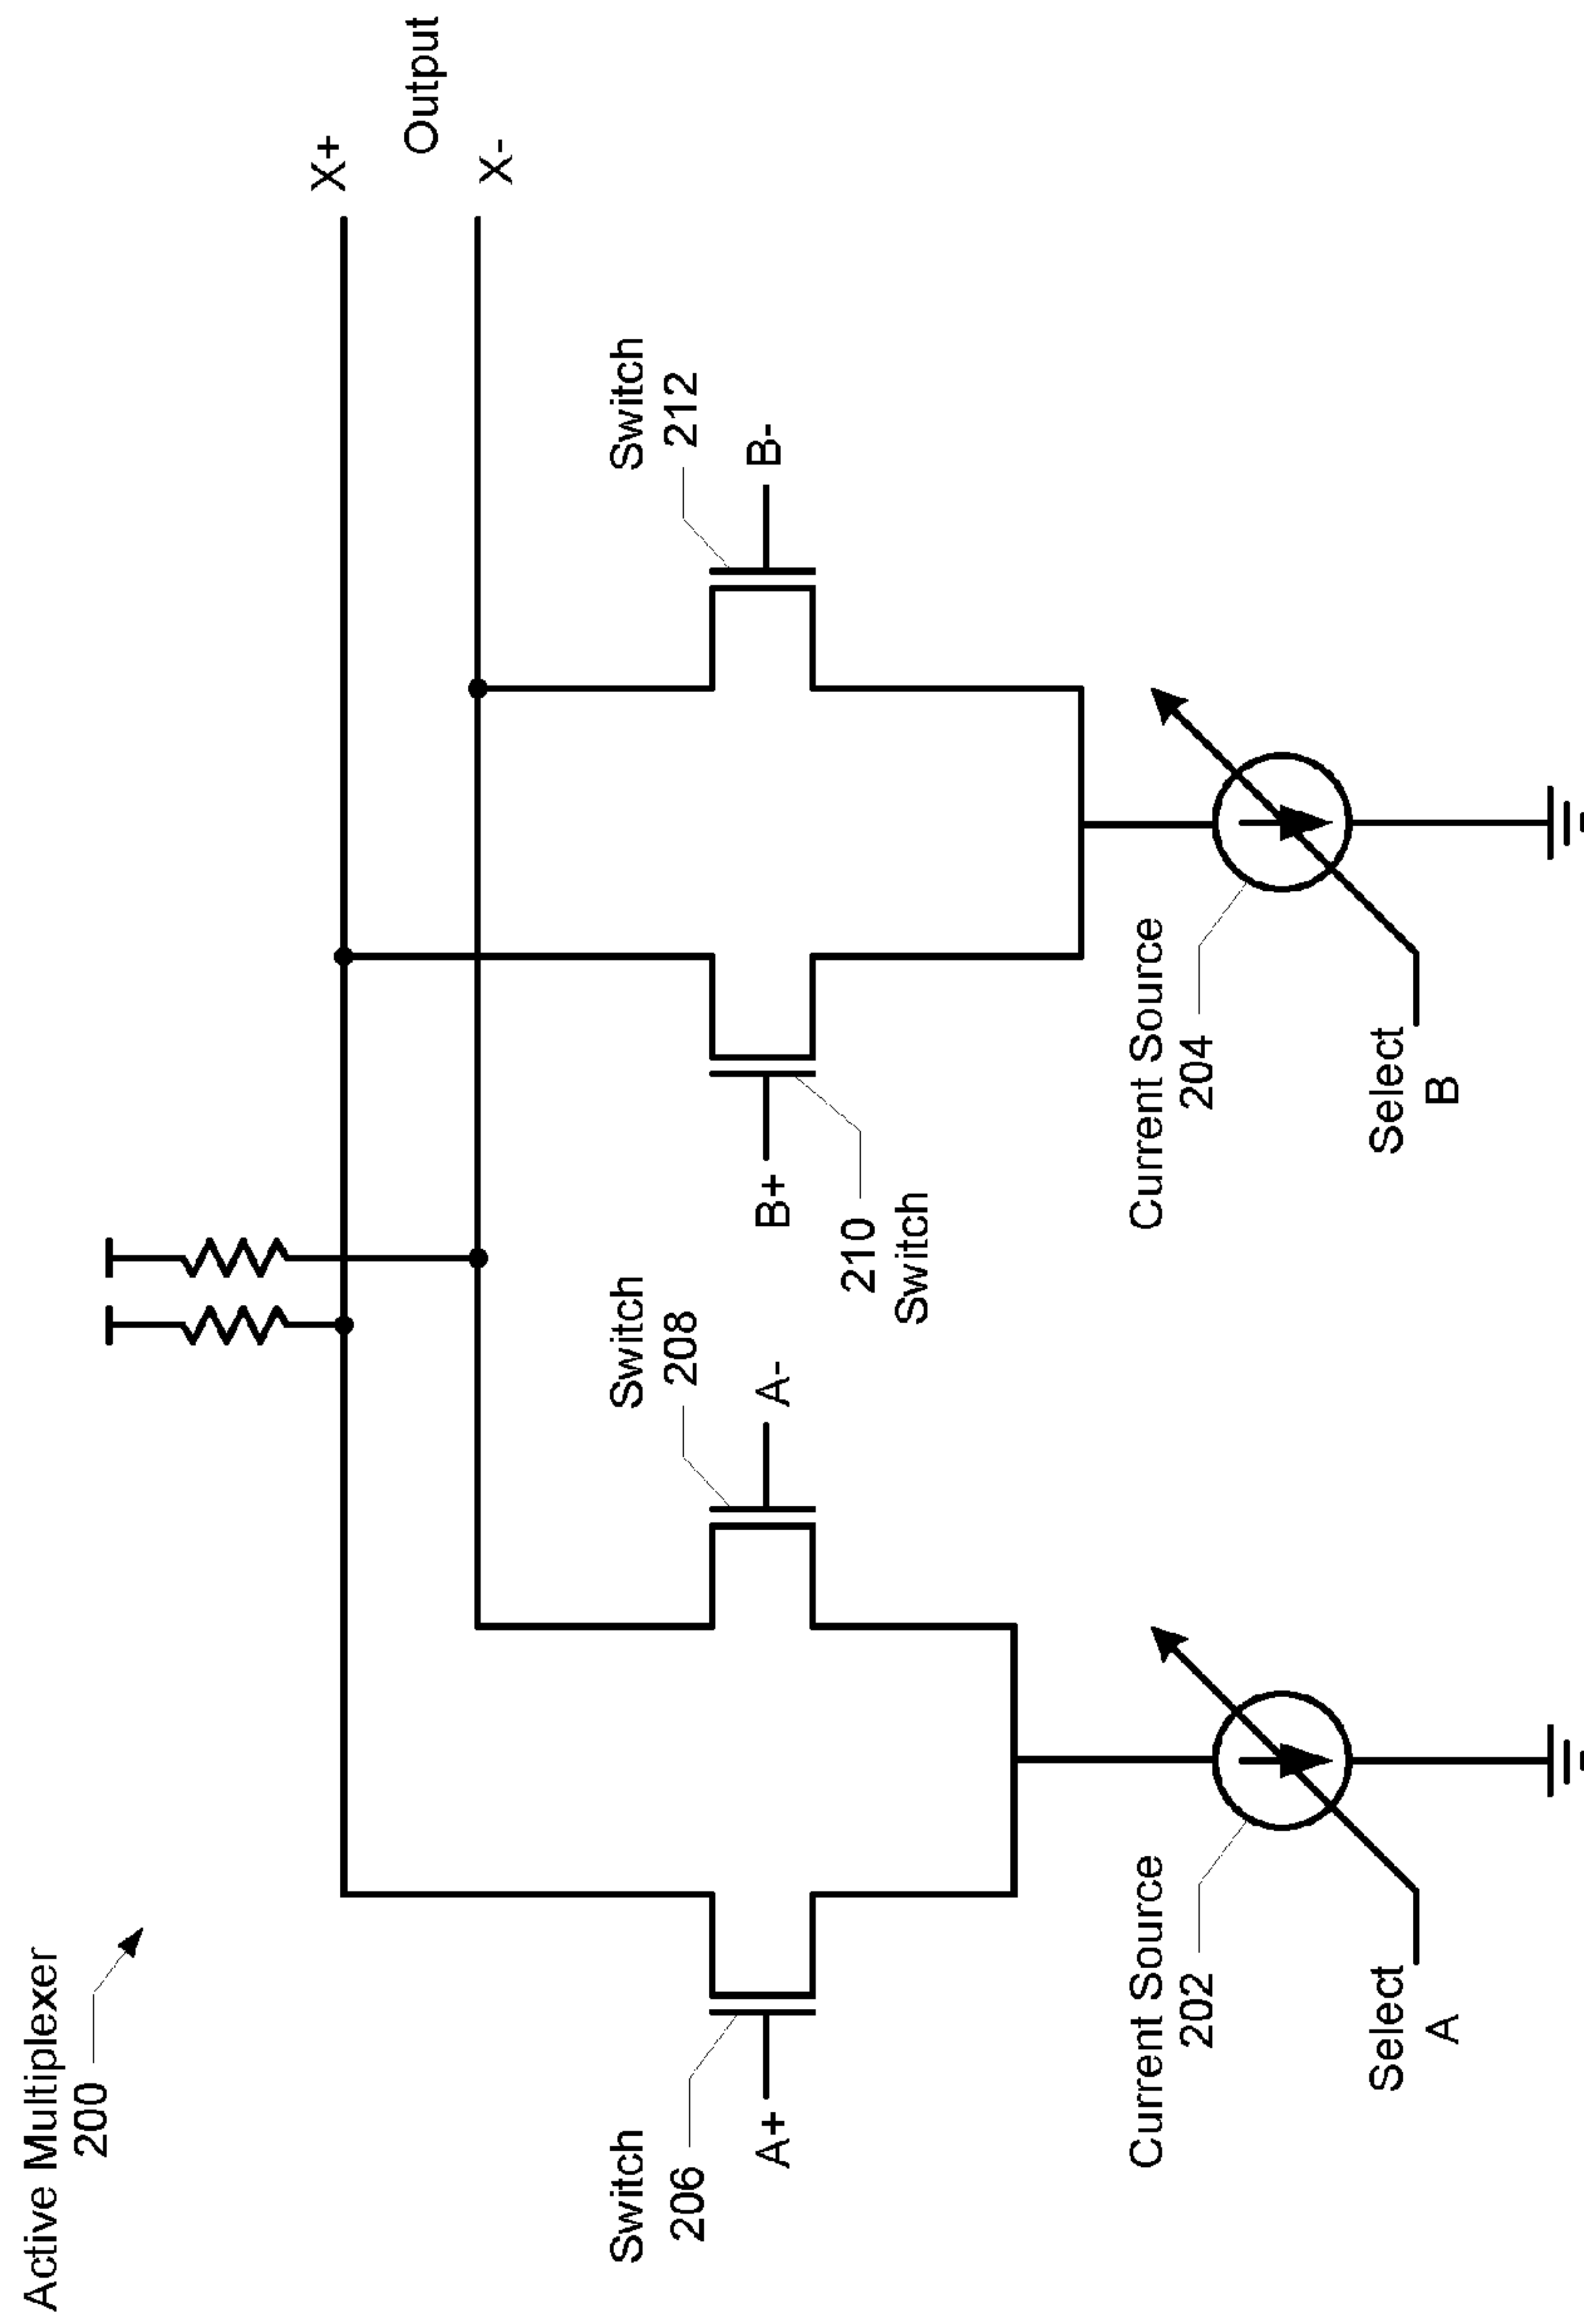 Active Multiplexer
200
X+
Output
X-
Switch
206
A+
Switch
208
A-
B+
210
Switch
Switch
212
B-
Current Source
202
Select
A
Current Source
204
Select
B